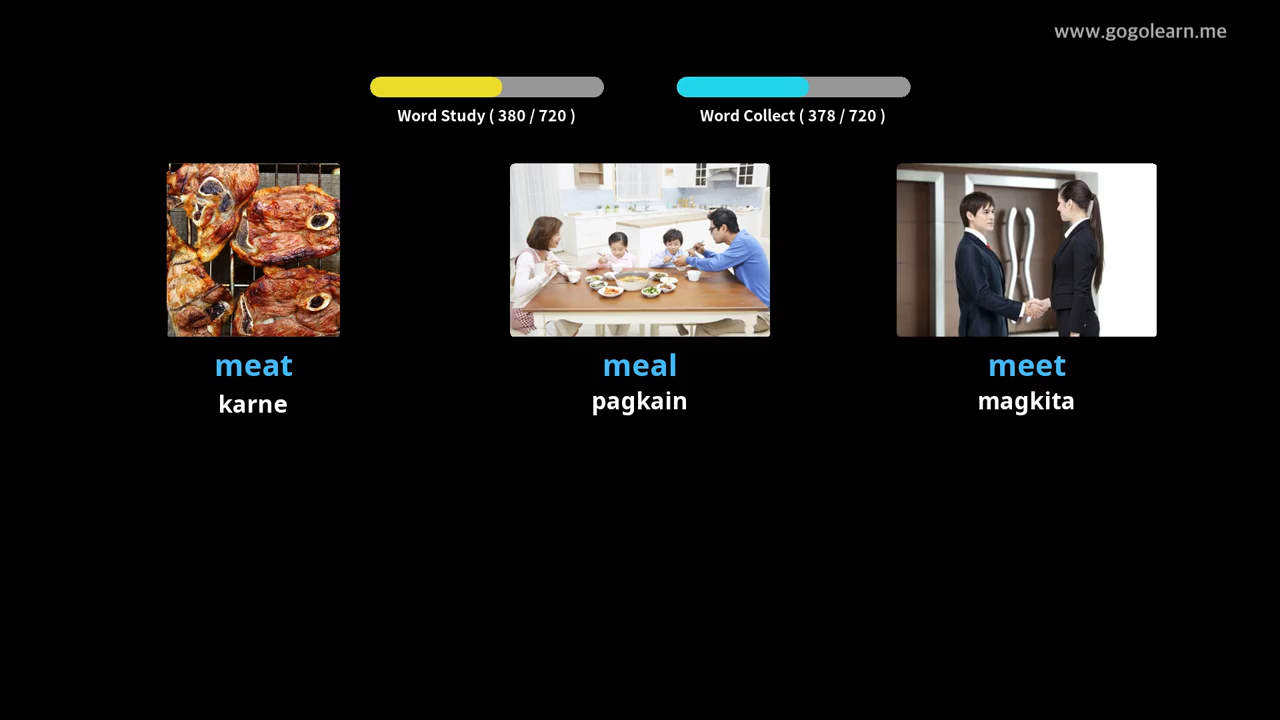 www.gogolearn.me
Word Study ( 380 / 720 )
Word Collect ( 378 / 720 )
meat
karne
meal
pagkain
meet
magkita